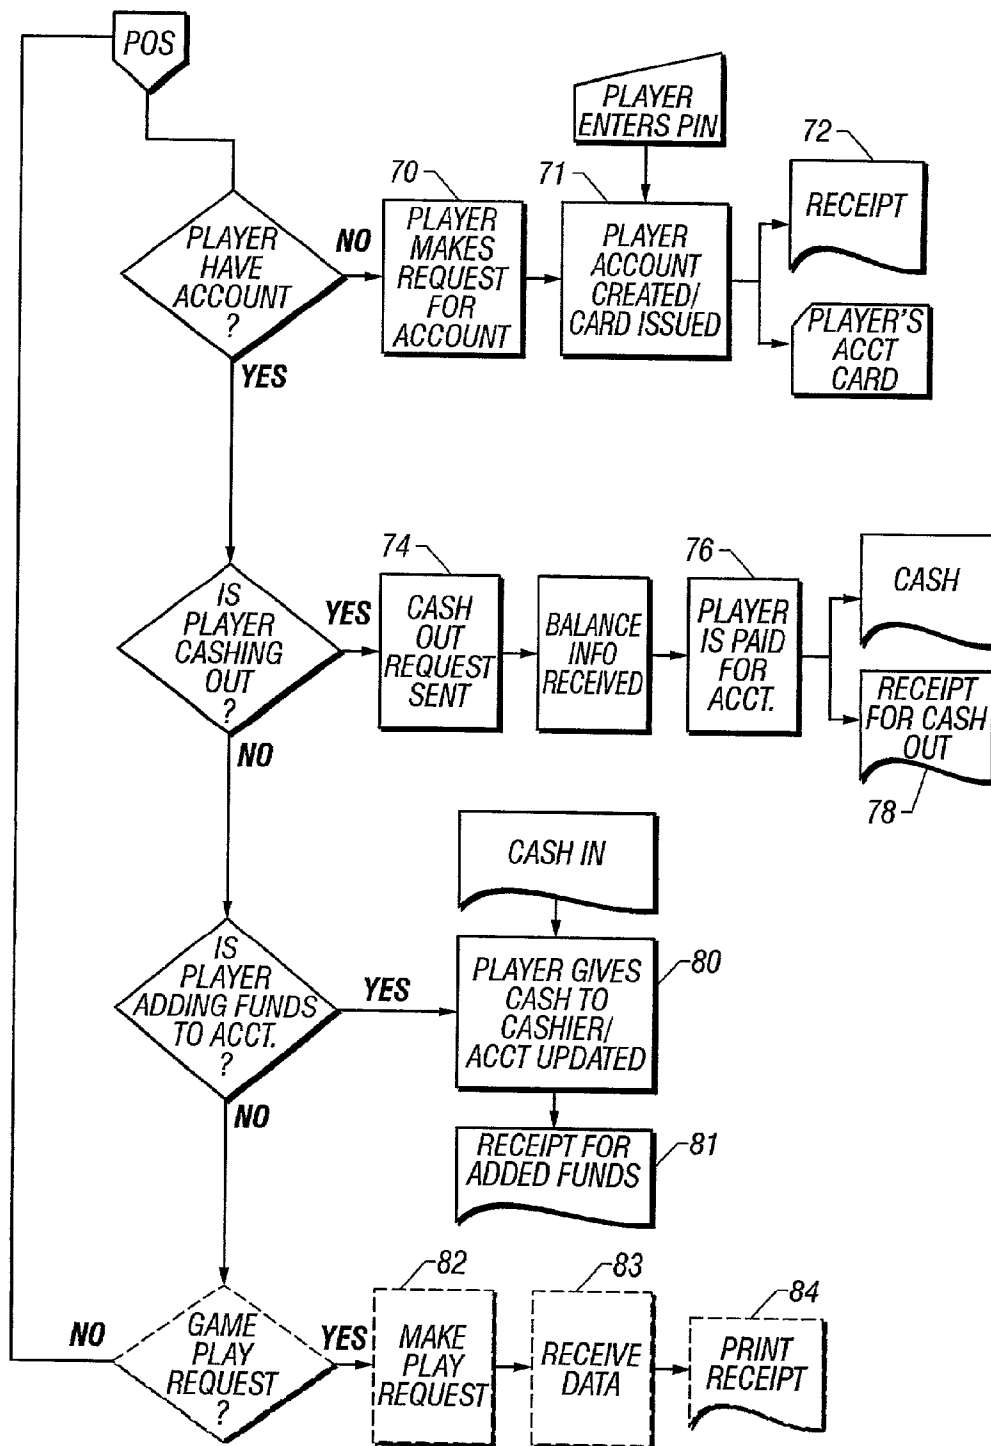 POS
PLAYER
ENTERS PIN
72
70
71
RECEIPT
PLAYER
HAVE
ACCOUNT
?
NO
YES
PLAYER
MAKES
REQUEST
FOR
ACCOUNT
PLAYER
ACCOUNT
CREATED/
CARD ISSUED
PLAYER'S
ACCT
CARD
IS
PLAYER
CASHING
OUT
?
YES
NO
74
CASH
OUT
REQUEST
SENT
BALANCE
INFO
RECEIVED
76
PLAYER
IS PAID
FOR
ACCT.
CASH
RECEIPT
FOR CASH
OUT
78
CASH IN
IS
PLAYER
ADDING FUNDS
TO ACCT.
?
YES
NO
PLAYER GIVES
CASH TO
CASHIER/
ACCT UPDATED
80
RECEIPT FOR
ADDED FUNDS
81
GAME
PLAY
REQUEST
?
NO
YES
82
MAKE
PLAY
REQUEST
83
RECEIVE
DATA
84
PRINT
RECEIPT